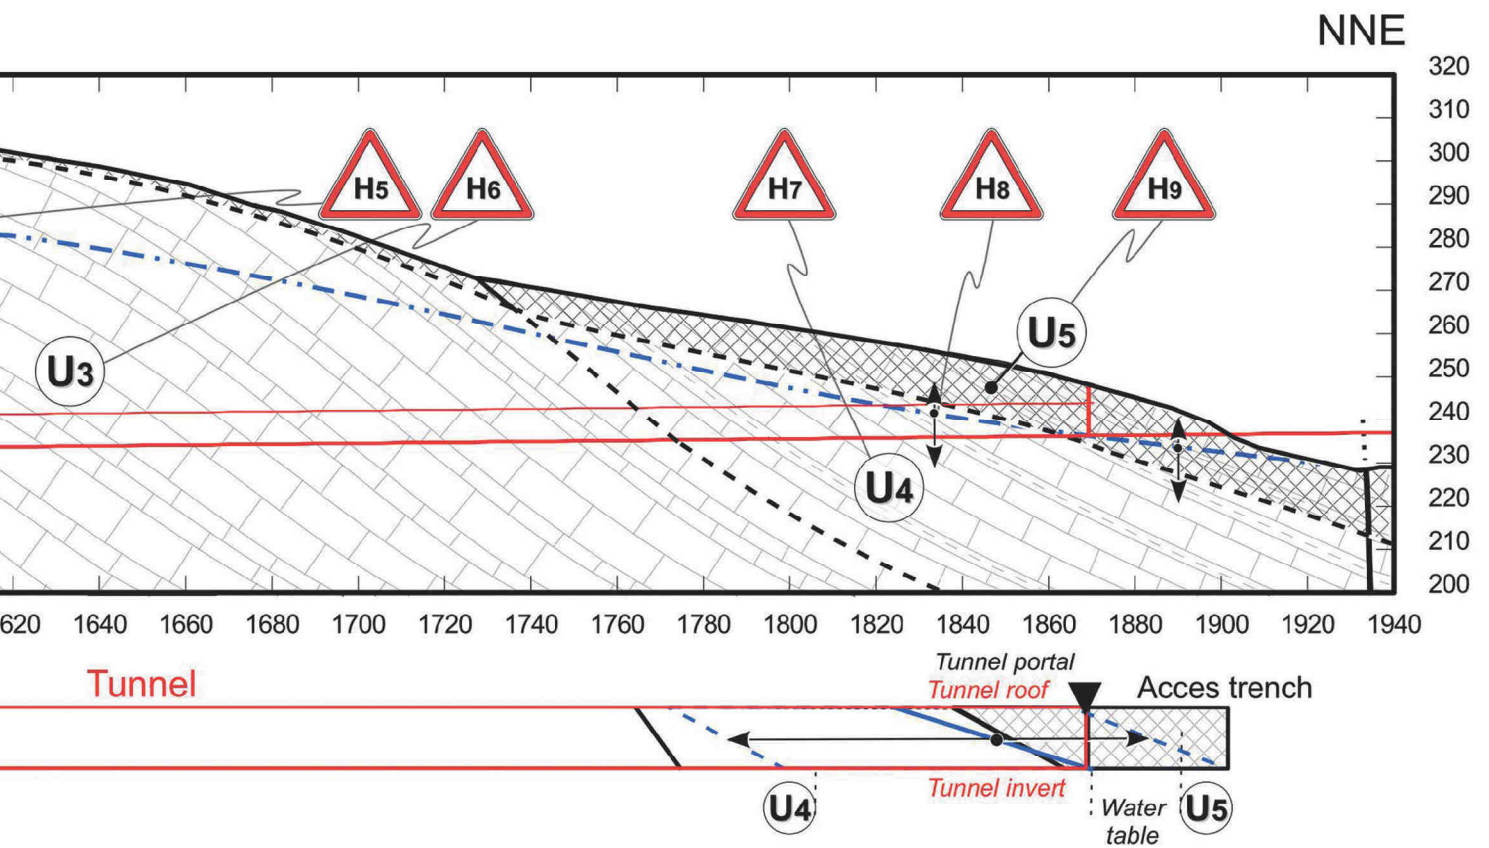 NNE
320
310
300
290
280
270
260
250
240
230
220
210
200
H5 H6 H7 H8 H9
U5
U3
U4
620 1640 1660 1680 1700 1720 1740 1760 1780 1800 1820 1840 1860 1880 1900 1920 1940
Tunnel portal
Tunnel Tunnel roof Acces trench
Tunnel invert
U4 Water U5
table